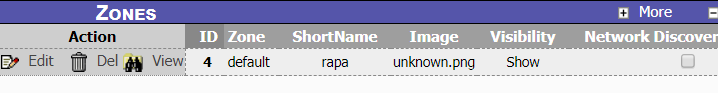 ZONES More
Action ID Zone ShortName Image Visibility Network Discover
Edit Del View 4 default rapa unknown.png Show